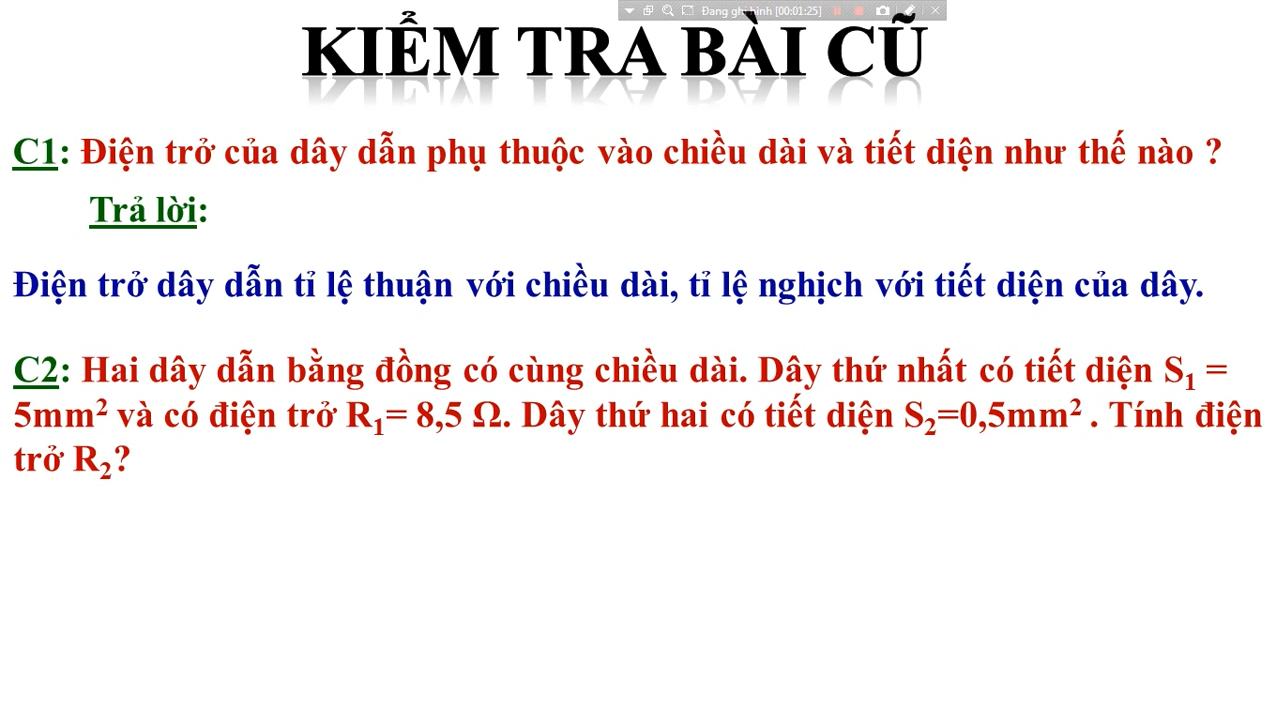 Đang ghi hình [00:01:25]
KIỂM TRA BÀI CŨ
C1: Điện trở của dây dẫn phụ thuộc vào chiều dài và tiết diện như thế nào ?
Trả lời:
Điện trở dây dẫn tỉ lệ thuận với chiều dài, tỉ lệ nghịch với tiết diện của dây.
C2: Hai dây dẫn bằng đồng có cùng chiều dài. Dây thứ nhất có tiết diện S₁ =
5mm² và có điện trở R₁= 8,5 Ω. Dây thứ hai có tiết diện S₂=0,5mm² . Tính điện
trở R₂?